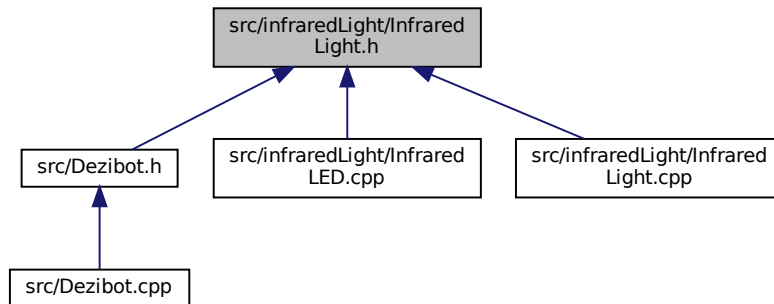 src/infraredLight/Infrared
Light.h
src/Dezibot.h
src/infraredLight/Infrared
LED.cpp
src/infraredLight/Infrared
Light.cpp
src/Dezibot.cpp